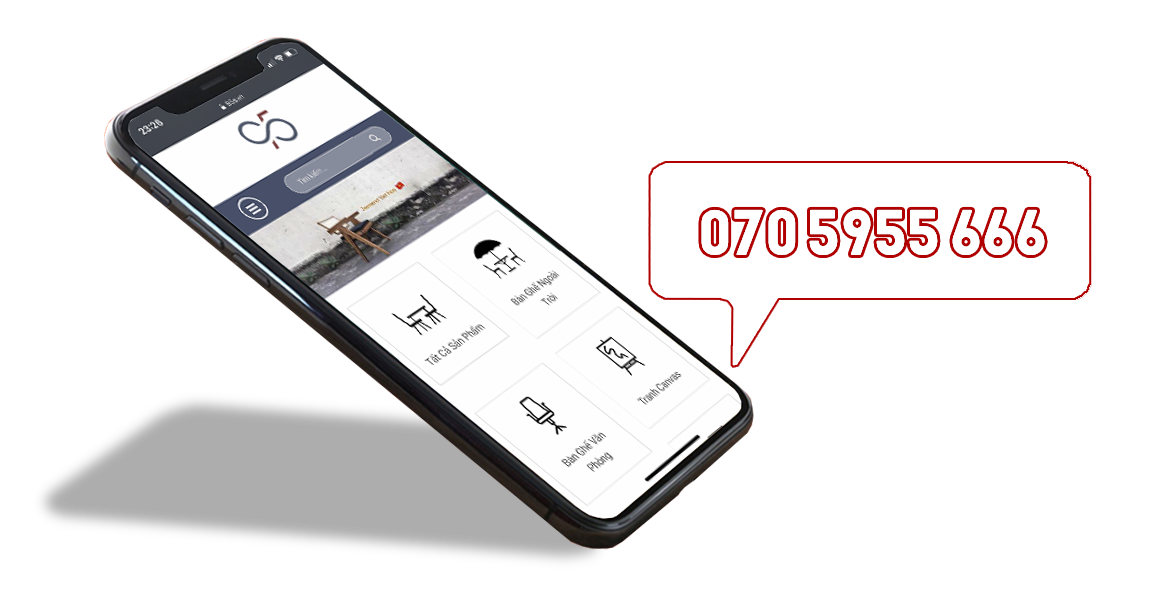 23:26
Tìm kiếm...
Tất Cả Sản Phẩm
Bàn Ghế Ngoài
Trời
Bàn Ghế Văn
Phòng
Tranh Canvas
070 5955 666